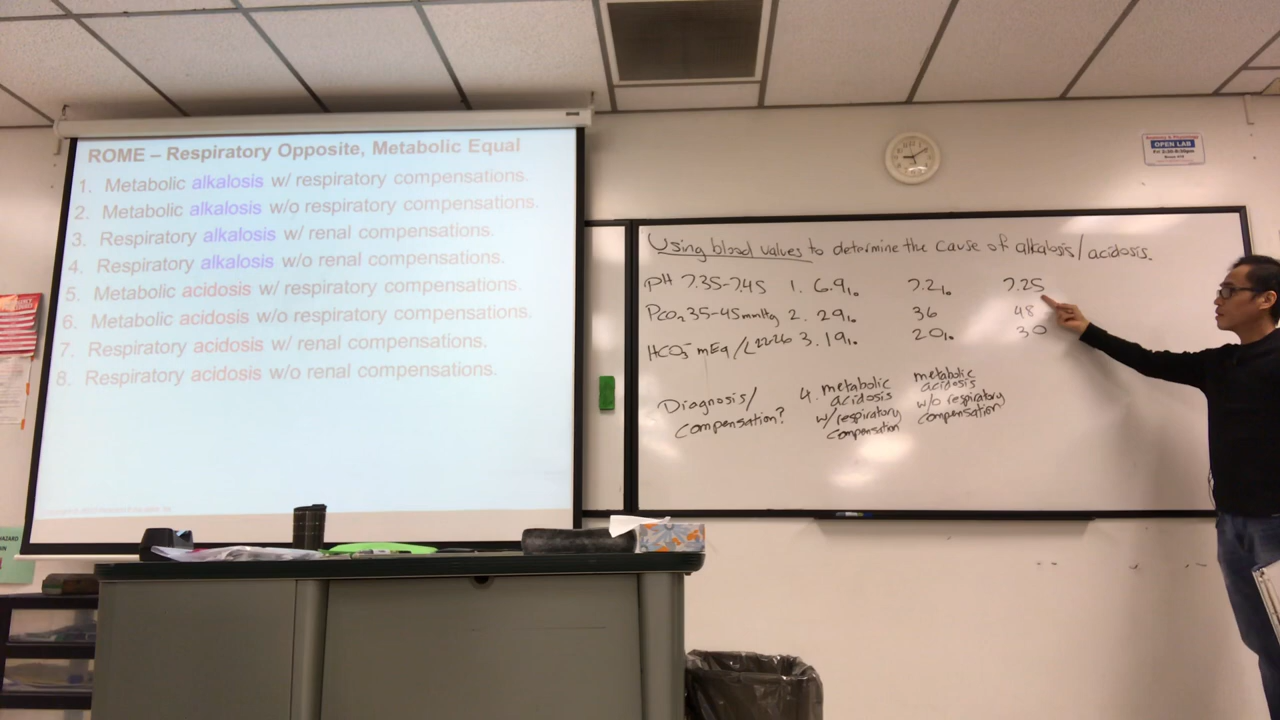 ROME – Respiratory Opposite, Metabolic Equal
1. Metabolic alkalosis w/ respiratory compensations.
2. Metabolic alkalosis w/o respiratory compensations.
3. Respiratory alkalosis w/ renal compensations.
4. Respiratory alkalosis w/o renal compensations.
5. Metabolic acidosis w/ respiratory compensations.
6. Metabolic acidosis w/o respiratory compensations.
7. Respiratory acidosis w/ renal compensations.
8. Respiratory acidosis w/o renal compensations.
OPEN LAB
Using blood values to determine the cause of alkalosis/acidosis.
pH 7.35-7.45 1. 6.9 7.2 7.25
PCO2 35-45mmHg 2. 29 36 48
HCO3- mEq/L 22-26 3. 19 20 30
Diagnosis/
compensation?
4. metabolic
acidosis
w/respiratory
compensation
metabolic
acidosis
w/o respiratory
compensation